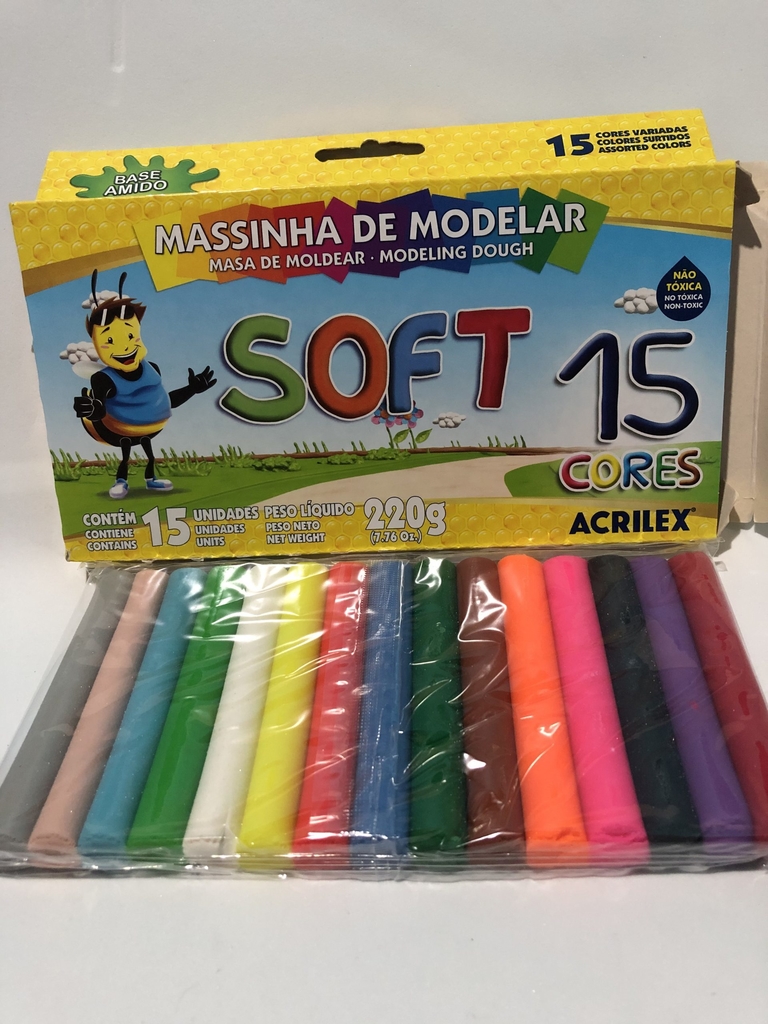 15 CORES VARIADAS
COLORES SURTIDOS
ASSORTED COLORS
BASE
AMIDO
MASSINHA DE MODELAR
MASA DE MOLDEAR · MODELING DOUGH
NÃO
TÓXICA
NO TÓXICA
NON-TOXIC
SOFT
15
CORES
CONTÉM
CONTIENE
CONTAINS
15
UNIDADES
UNIDADES
UNITS
PESO LÍQUIDO
PESO NETO
NET WEIGHT
220g
(7.76 Oz.)
ACRILEX®